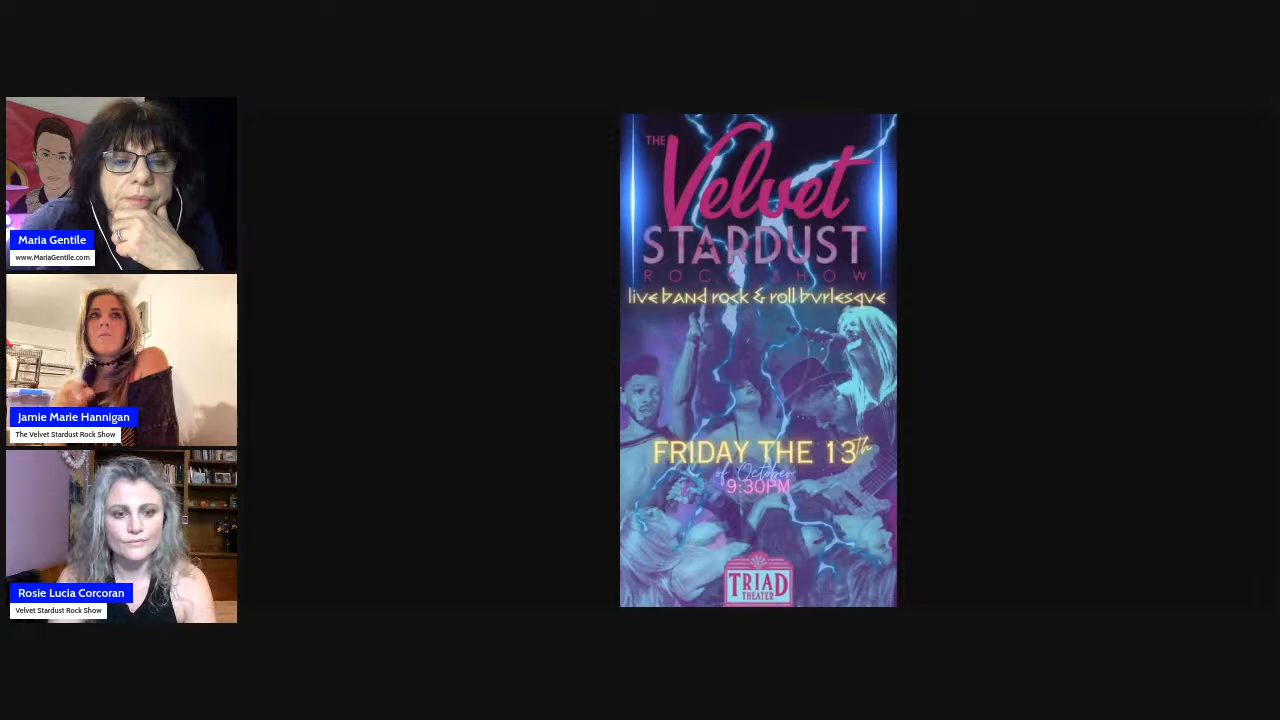 Maria Gentile
www.MariaGentile.com
Jamie Marie Hannigan
The Velvet Stardust Rock Show
Rosie Lucia Corcoran
Velvet Stardust Rock Show
THE
Velvet
STARDUST
ROCK SHOW
live band rock & roll burlesque
FRIDAY THE 13th
of October
9:30PM
TRIAD
THEATER